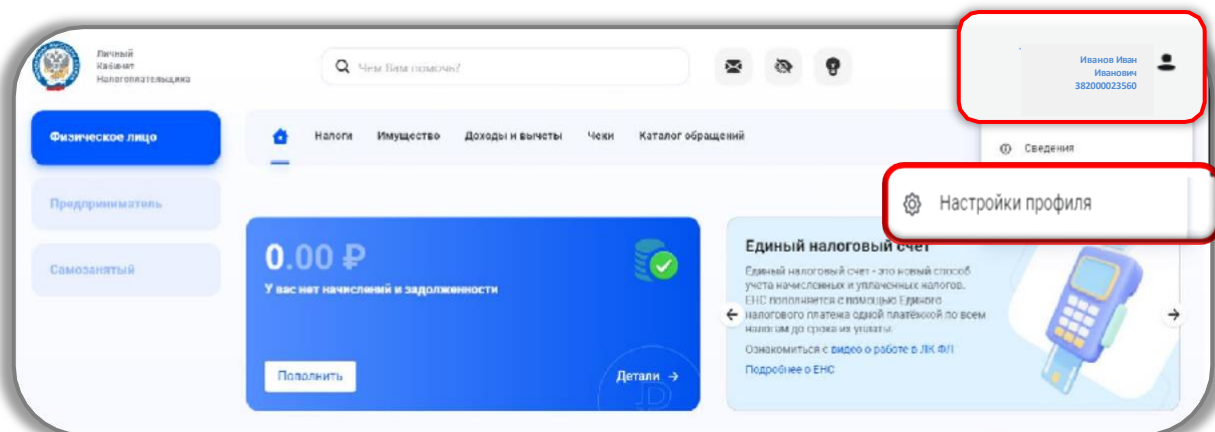 Личный
Кабинет
Налогоплательщика
Чем Вам помочь?
Иванов Иван
Иванович
382000023560
Физическое лицо
Предприниматель
Самозанятый
Налоги Имущество Доходы и вычеты Чеки Каталог обращений
Сведения
Настройки профиля
0.00 ₽
У вас нет начислений и задолженности
Пополнить
Детали →
Единый налоговый счет
Единый налоговый счет - это новый способ
учета начисленных и уплаченных налогов.
ЕНС пополняется с помощью Единого
налогового платежа одной платёжкой по всем
налогам до срока их уплаты.
Ознакомиться с видео о работе в ЛК ФЛ
Подробнее о ЕНС